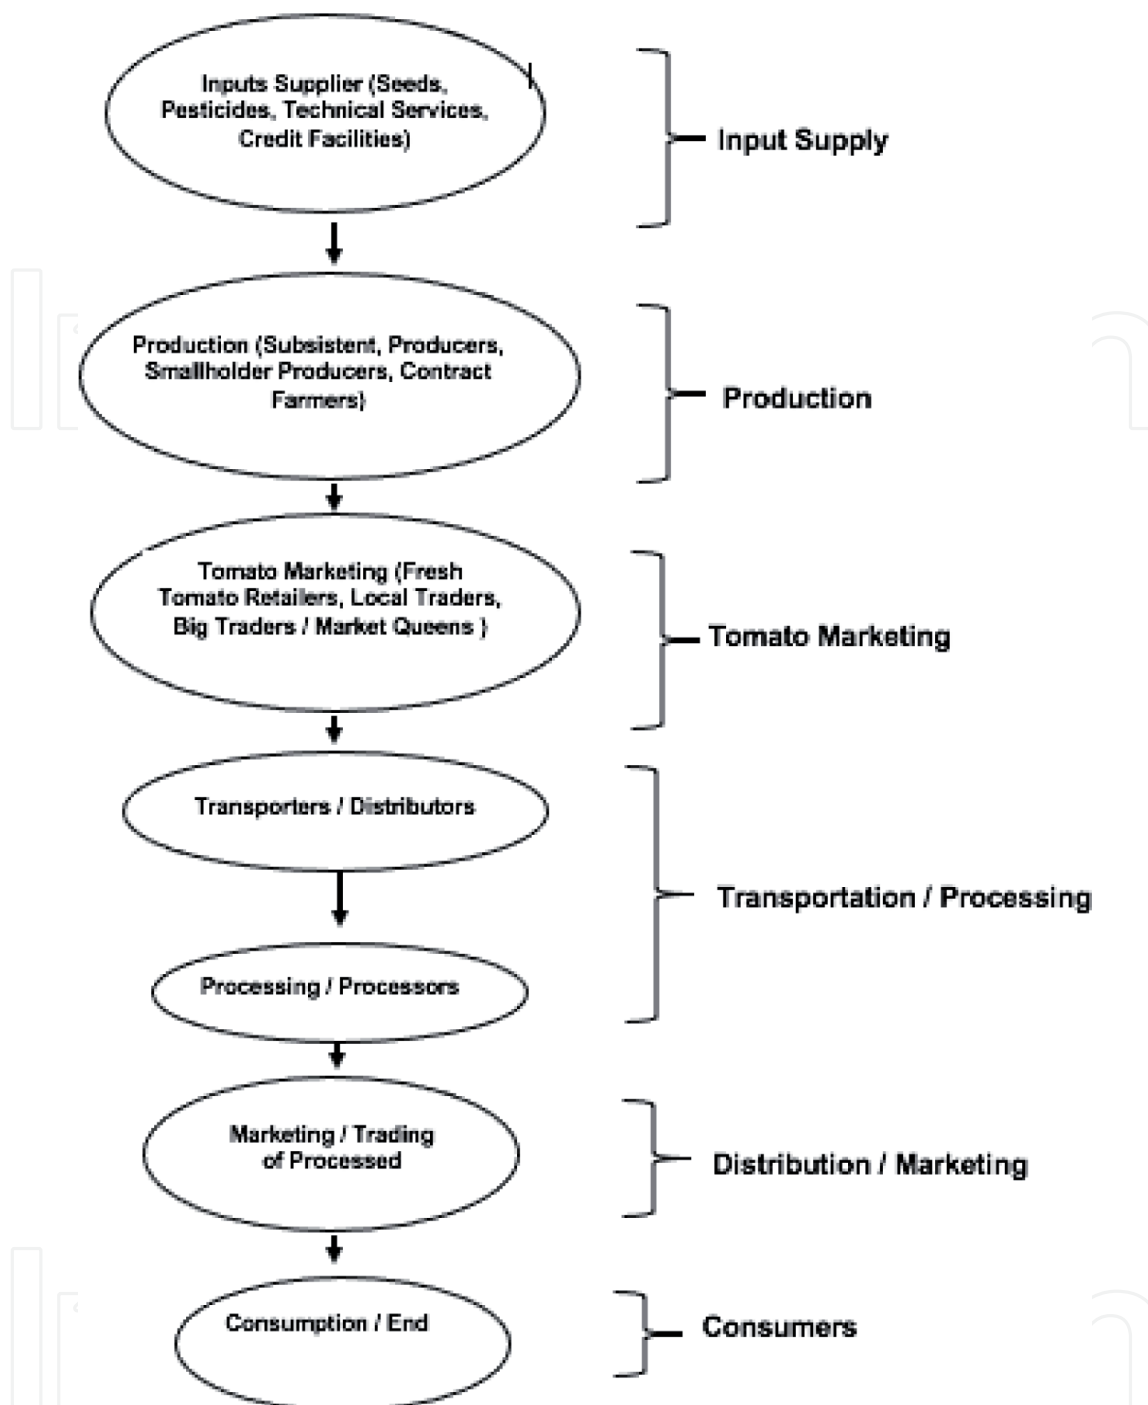 Inputs Supplier (Seeds,
Pesticides, Technical Services,
Credit Facilities)
Input Supply
Production (Subsistent, Producers,
Smallholder Producers, Contract
Farmers)
Production
Tomato Marketing (Fresh
Tomato Retailers, Local Traders,
Big Traders / Market Queens )
Tomato Marketing
Transporters / Distributors
Transportation / Processing
Processing / Processors
Marketing / Trading
of Processed
Distribution / Marketing
Consumption / End
Consumers